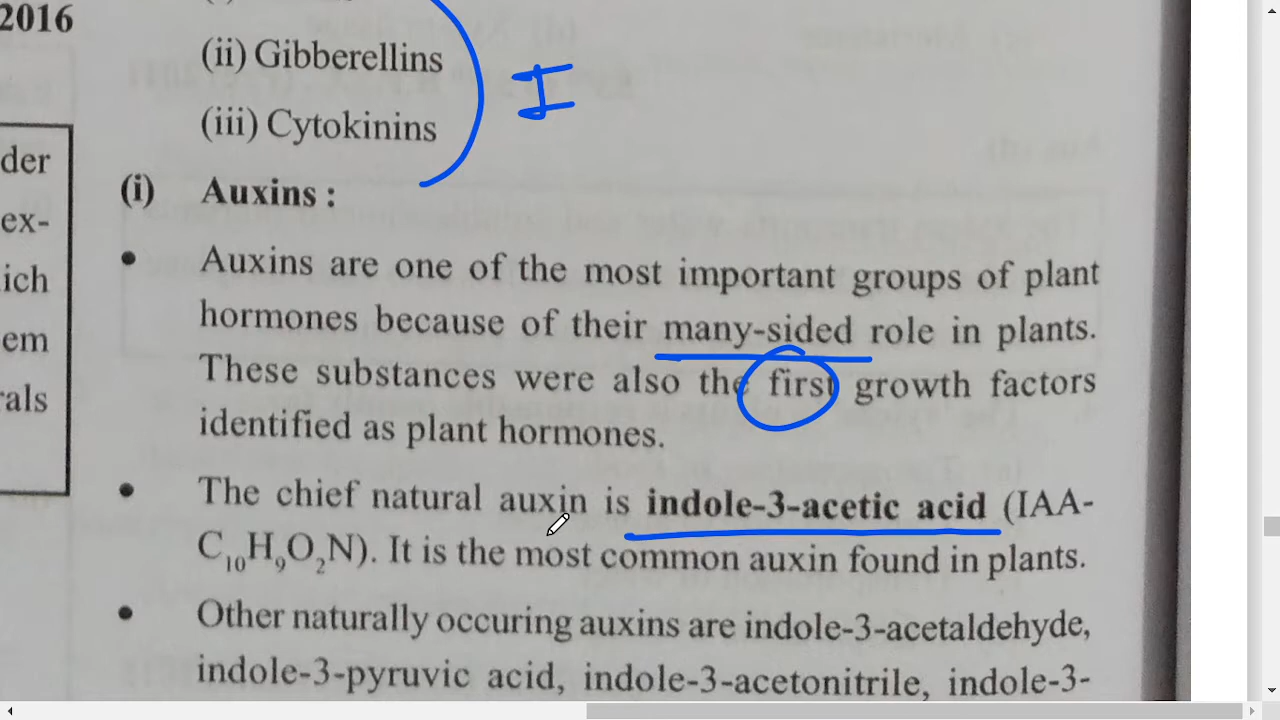 2016
(ii) Gibberellins
I
(iii) Cytokinins
der
(i) Auxins :
ex-
Auxins are one of the most important groups of plant
ich
hormones because of their many-sided role in plants.
em
These substances were also the first growth factors
rals
identified as plant hormones.
The chief natural auxin is indole-3-acetic acid (IAA-
C₁₀H₉O₂N). It is the most common auxin found in plants.
Other naturally occuring auxins are indole-3-acetaldehyde,
indole-3-pyruvic acid, indole-3-acetonitrile, indole-3-